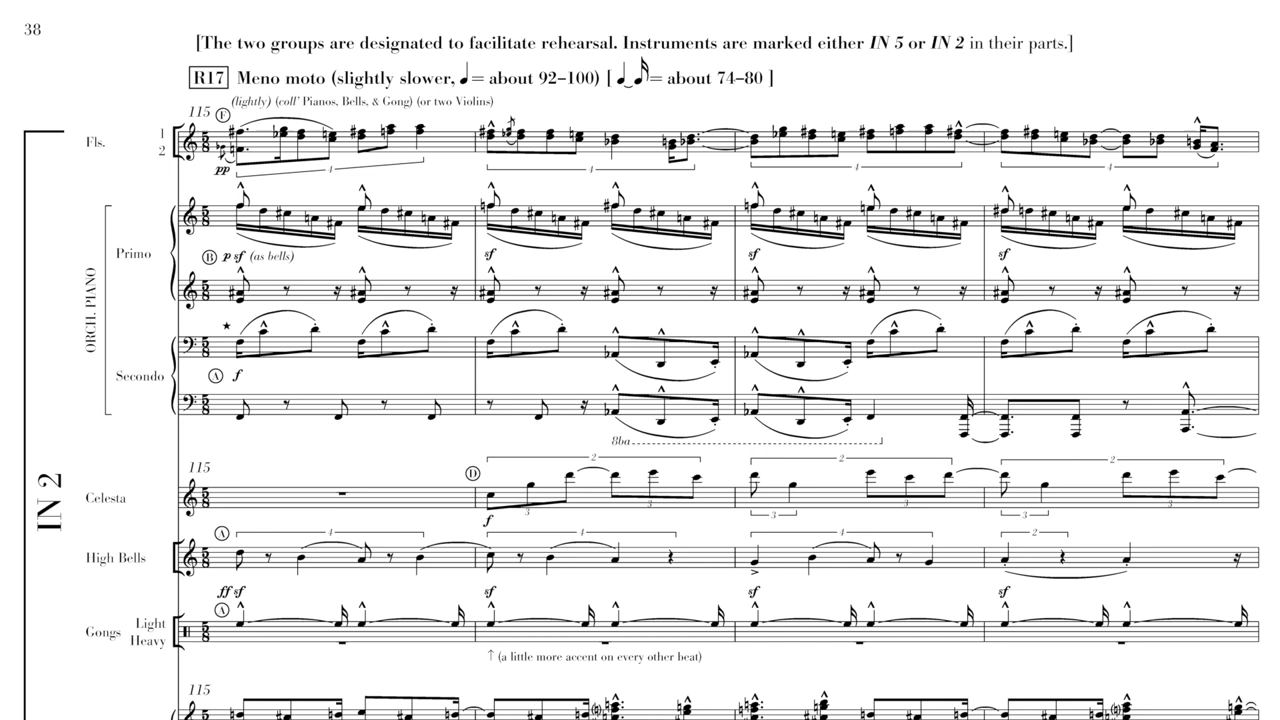 38
[The two groups are designated to facilitate rehearsal. Instruments are marked either IN 5 or IN 2 in their parts.]
R17 Meno moto (slightly slower, ♩= about 92–100) [ ♩ ♬= about 74–80 ]
(lightly) (coll' Pianos, Bells, & Gong) (or two Violins)
115 F
Fls. 1
2
pp
4 4 4 4
Primo
B p sf (as bells) sf sf sf
ORCH. PIANO
★
Secondo
A f
8ba
IN 2
115 D 2 2 2
Celesta
f 3 3 3 3 3 3
A 4 4 4 2
High Bells
ff sf sf sf sf
A
Gongs Light
Heavy
↑ (a little more accent on every other beat)
115